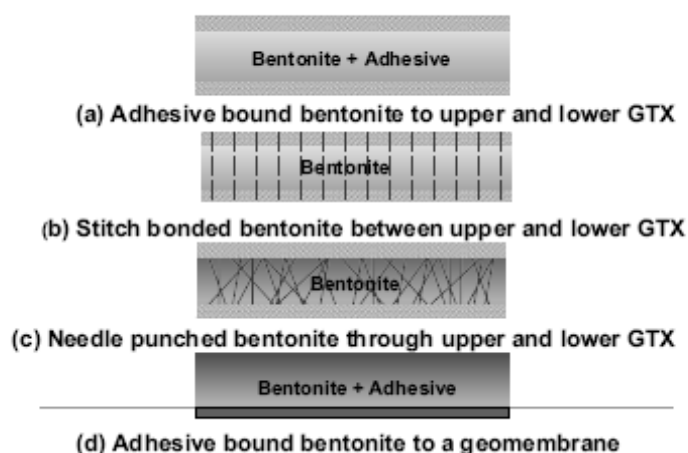 Bentonite + Adhesive
(a) Adhesive bound bentonite to upper and lower GTX
Bentonite
(b) Stitch bonded bentonite between upper and lower GTX
Bentonite
(c) Needle punched bentonite through upper and lower GTX
Bentonite + Adhesive
(d) Adhesive bound bentonite to a geomembrane